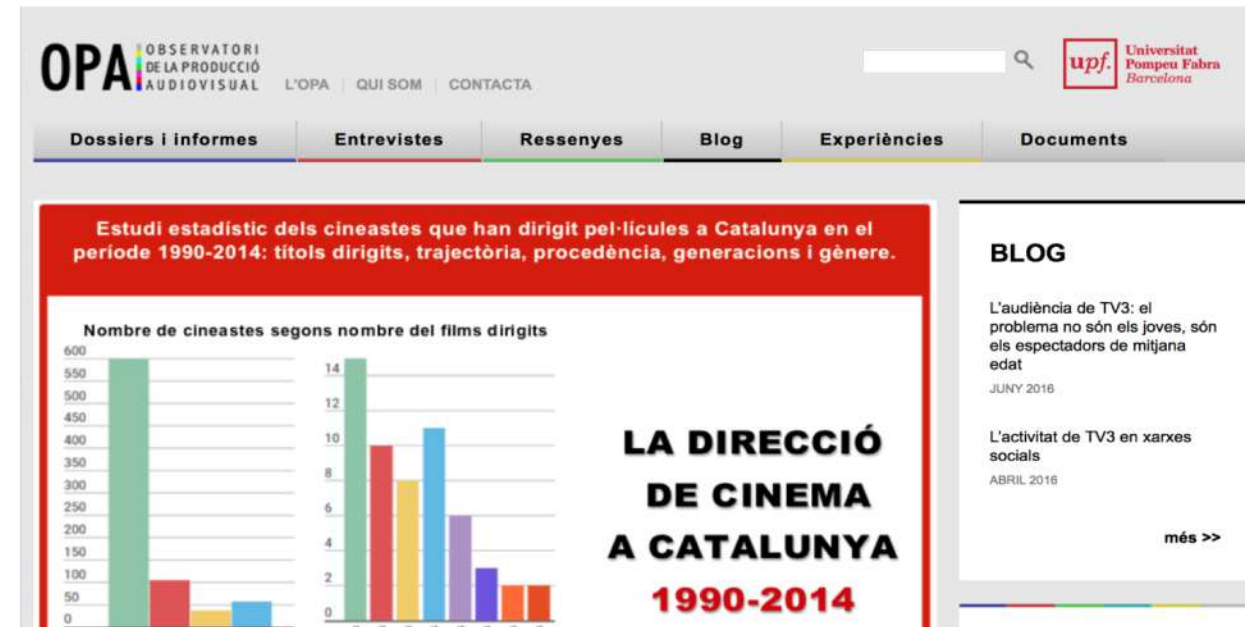 OPA OBSERVATORI
DE LA PRODUCCIÓ
AUDIOVISUAL
L'OPA | QUI SOM | CONTACTA
upf. Universitat
Pompeu Fabra
Barcelona
Dossiers i informes Entrevistes Ressenyes Blog Experiències Documents
Estudi estadístic dels cineastes que han dirigit pel·lícules a Catalunya en el
període 1990-2014: títols dirigits, trajectòria, procedència, generacions i gènere.
Nombre de cineastes segons nombre del films dirigits
600
550
500
450
400
350
300
250
200
150
100
50
0
14
12
10
8
6
4
2
0
LA DIRECCIÓ
DE CINEMA
A CATALUNYA
1990-2014
BLOG
L'audiència de TV3: el
problema no són els joves, són
els espectadors de mitjana
edat
JUNY 2016
L'activitat de TV3 en xarxes
socials
ABRIL 2016
més >>